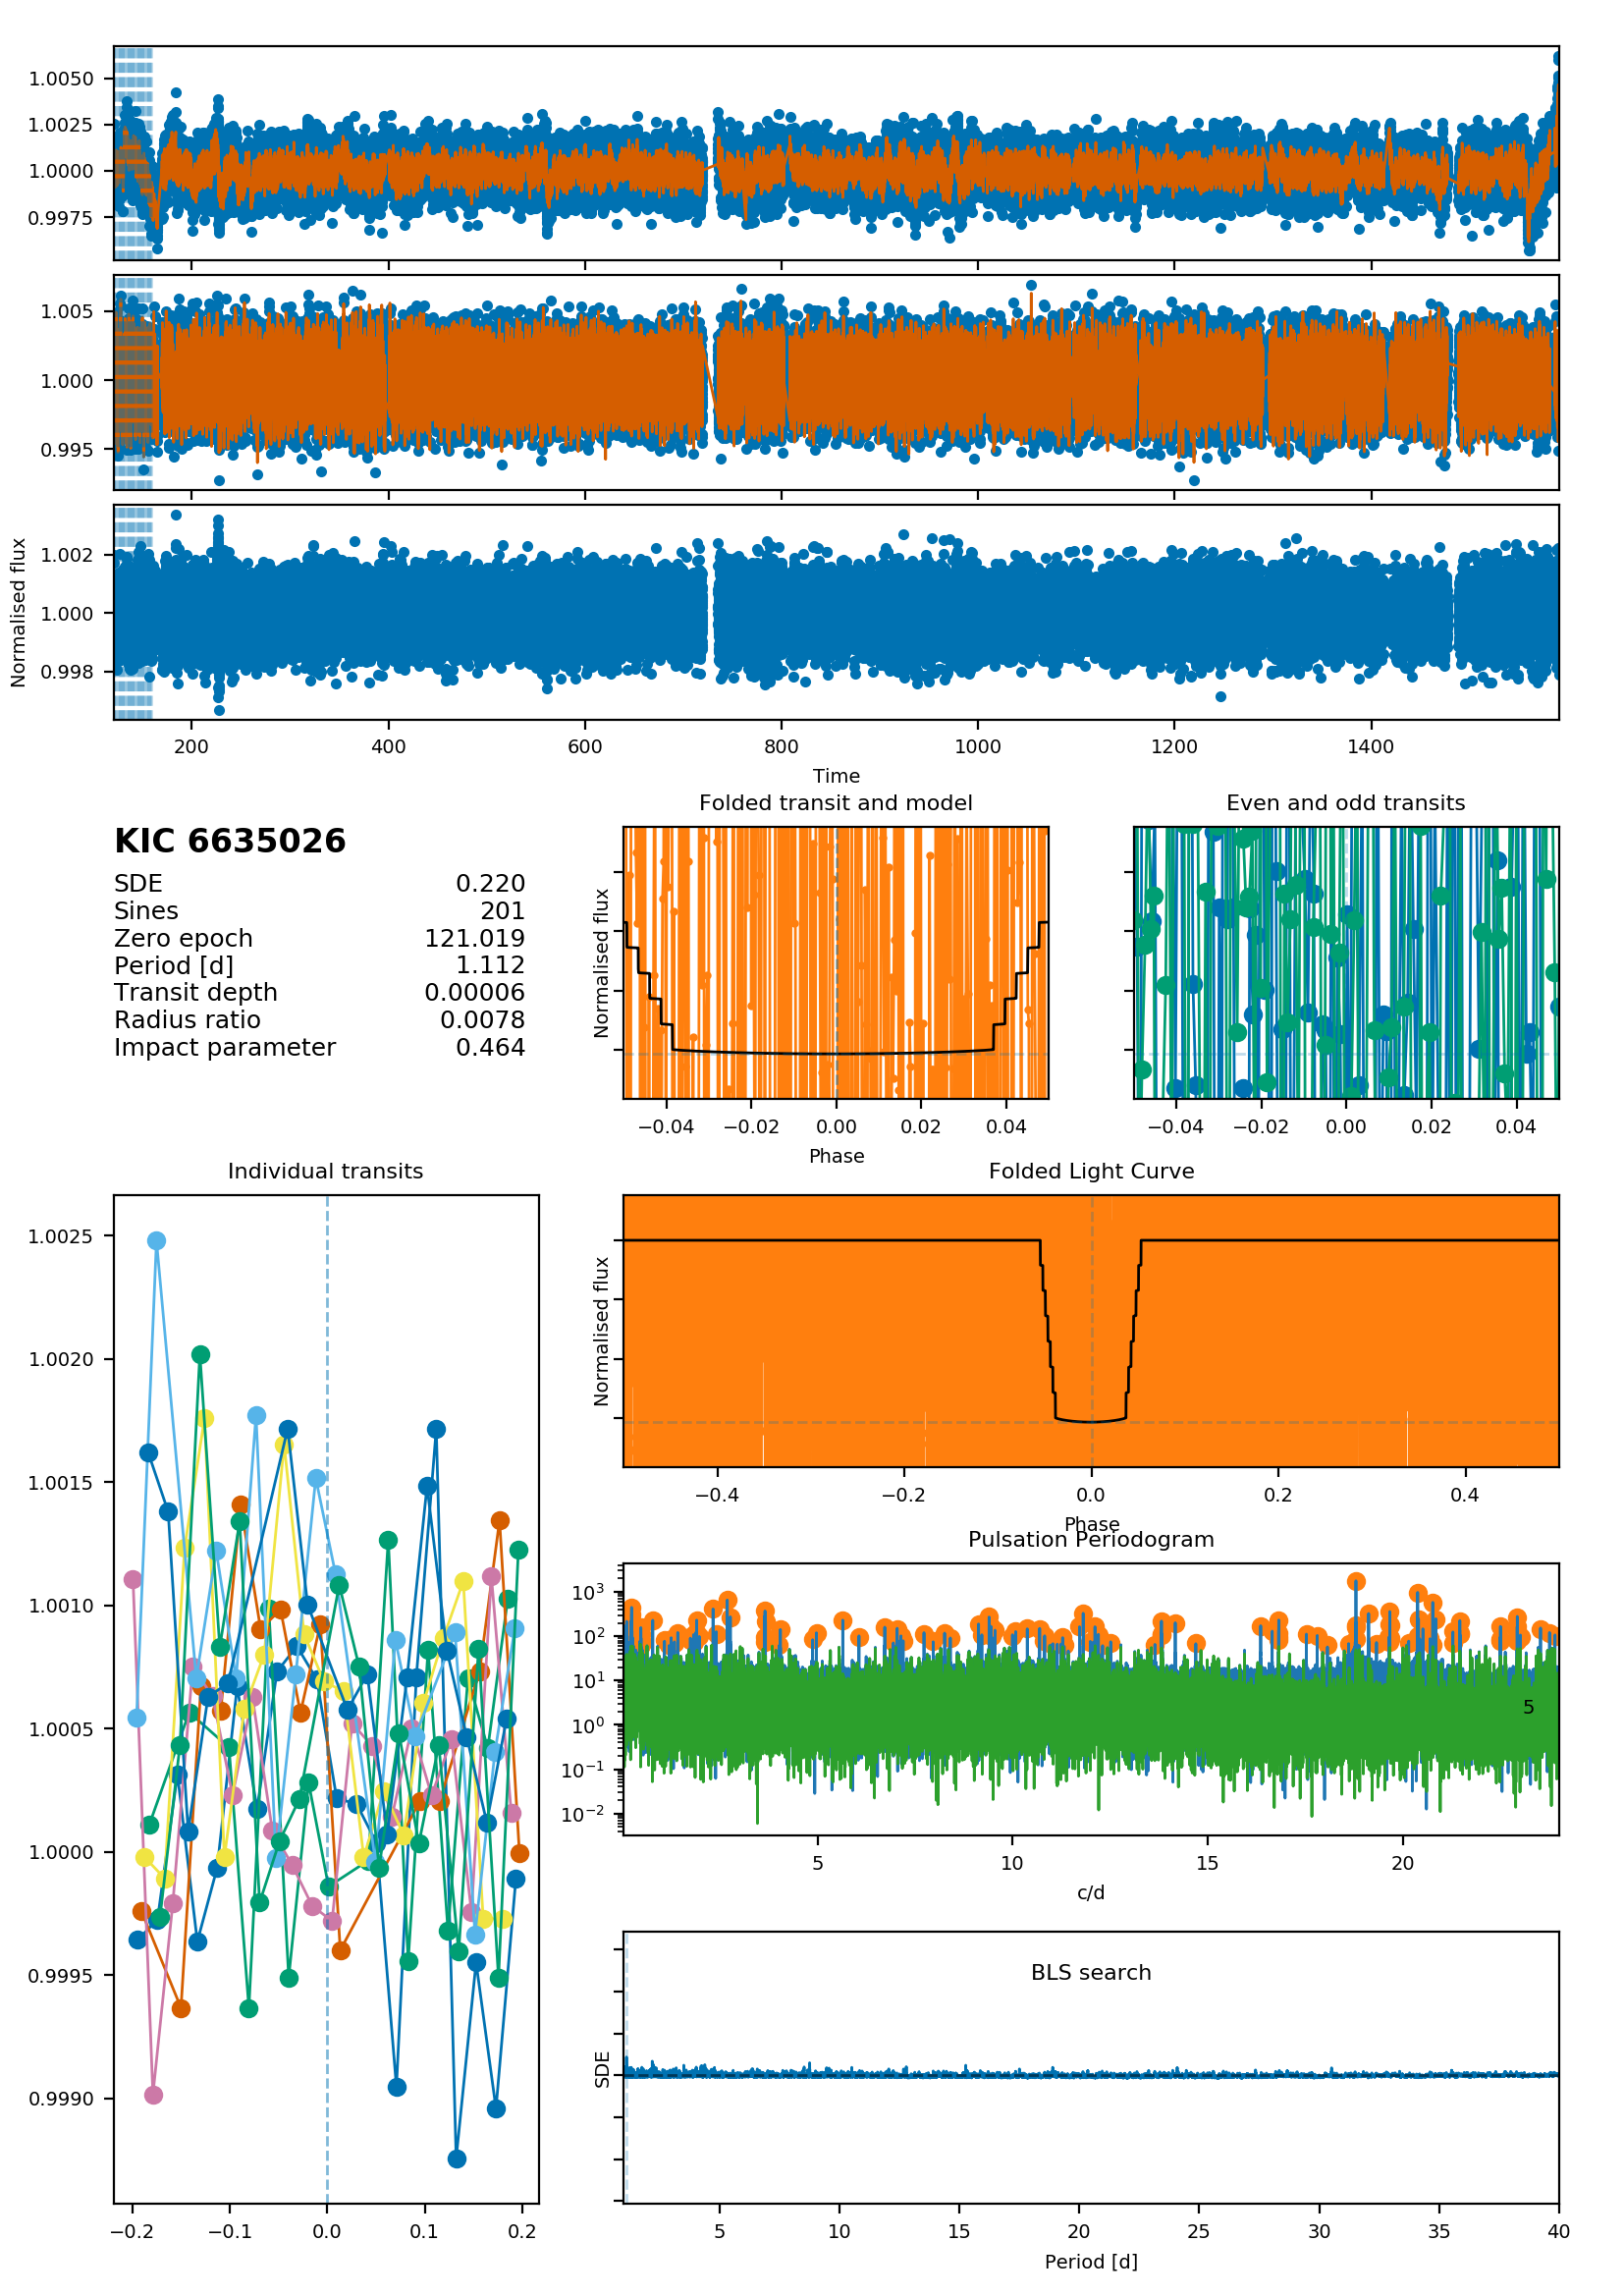 1.0050
1.0025
1.0000
0.9975
1.005
1.000
0.995
Normalised flux
1.002
1.000
0.998
200 400 600 800 1000 1200 1400
Time
KIC 6635026
SDE 0.220
Sines 201
Zero epoch 121.019
Period [d] 1.112
Transit depth 0.00006
Radius ratio 0.0078
Impact parameter 0.464
Folded transit and model
Normalised flux
−0.04 −0.02 0.00 0.02 0.04
Phase
Even and odd transits
−0.04 −0.02 0.00 0.02 0.04
Individual transits
1.0025
1.0020
1.0015
1.0010
1.0005
1.0000
0.9995
0.9990
−0.2 −0.1 0.0 0.1 0.2
Folded Light Curve
Normalised flux
−0.4 −0.2 0.0 0.2 0.4
Phase
Pulsation Periodogram
10³
10²
10¹
10⁰
10⁻¹
10⁻²
5
5 10 15 20
c/d
BLS search
SDE
5 10 15 20 25 30 35 40
Period [d]